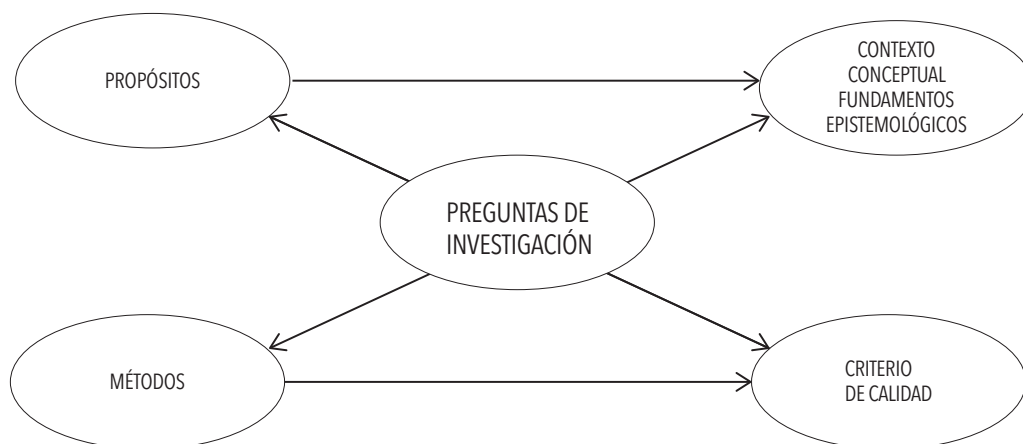 PROPÓSITOS
CONTEXTO
CONCEPTUAL
FUNDAMENTOS
EPISTEMOLÓGICOS
PREGUNTAS DE
INVESTIGACIÓN
MÉTODOS
CRITERIO
DE CALIDAD